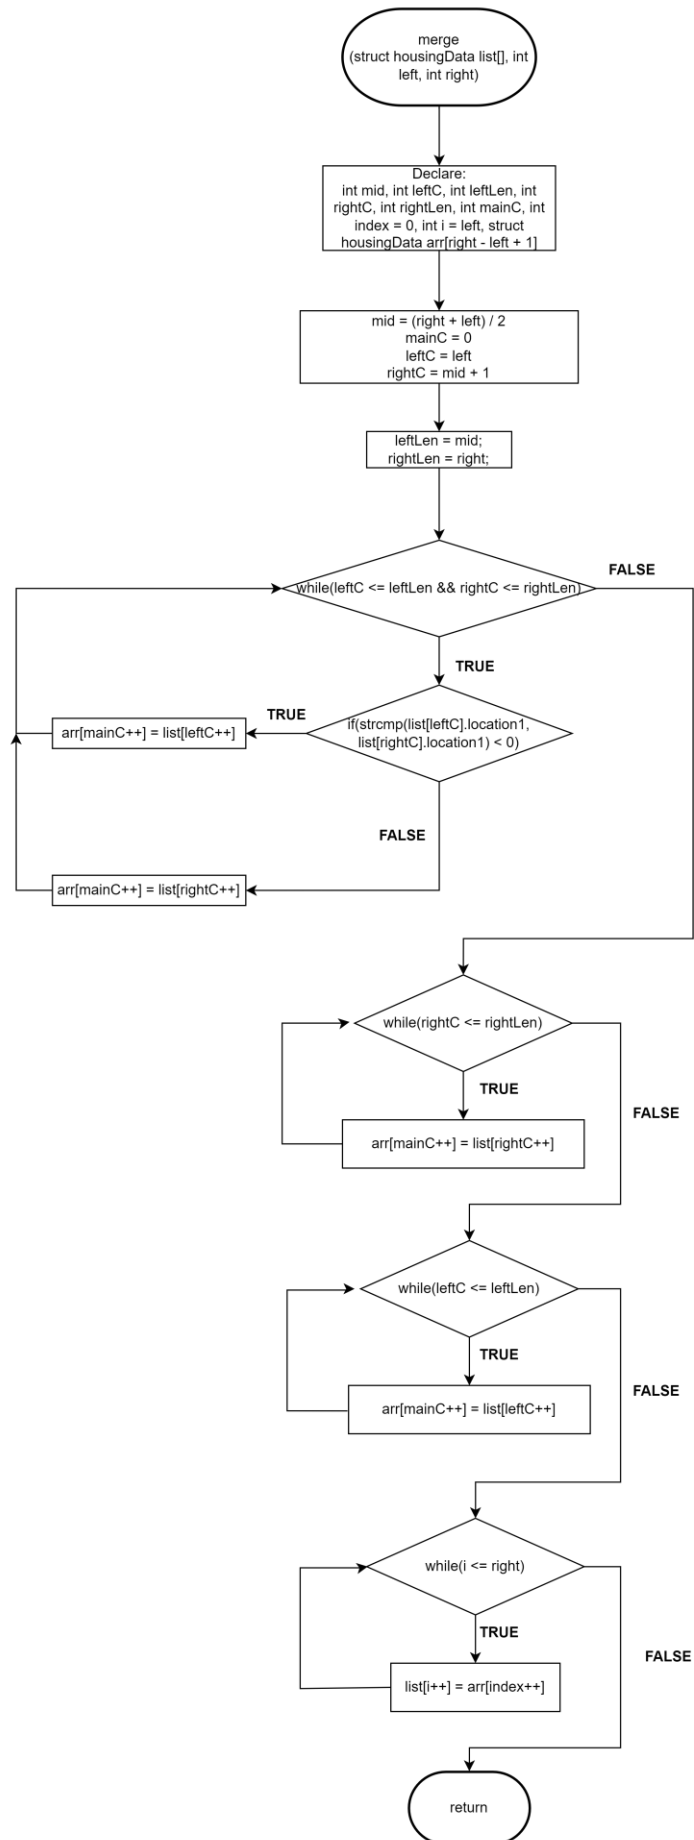 merge
(struct housingData list[], int
left, int right)
Declare:
int mid, int leftC, int leftLen, int
rightC, int rightLen, int mainC, int
index = 0, int i = left, struct
housingData arr[right - left + 1]
mid = (right + left) / 2
mainC = 0
leftC = left
rightC = mid + 1
leftLen = mid;
rightLen = right;
while(leftC <= leftLen && rightC <= rightLen)
FALSE
TRUE
if(strcmp(list[leftC].location1,
list[rightC].location1) < 0)
TRUE
arr[mainC++] = list[leftC++]
FALSE
arr[mainC++] = list[rightC++]
while(rightC <= rightLen)
TRUE
FALSE
arr[mainC++] = list[rightC++]
while(leftC <= leftLen)
TRUE
FALSE
arr[mainC++] = list[leftC++]
while(i <= right)
TRUE
FALSE
list[i++] = arr[index++]
return